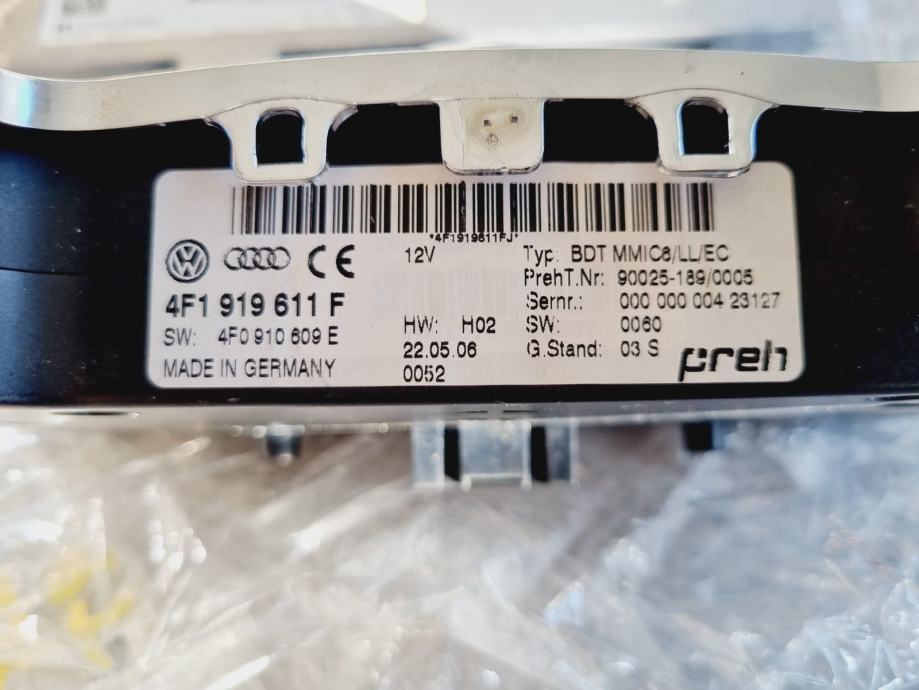 *4F1919611FJ*
12V
Typ: BDT MMIC8/LL/EC
PrehT.Nr: 90025-189/0005
4F1 919 611 F
Sernr.: 000 000 004 23127
SW: 4F0 910 609 E
HW: H02
SW: 0060
MADE IN GERMANY
22.05.06
G.Stand: 03 S
0052
preh